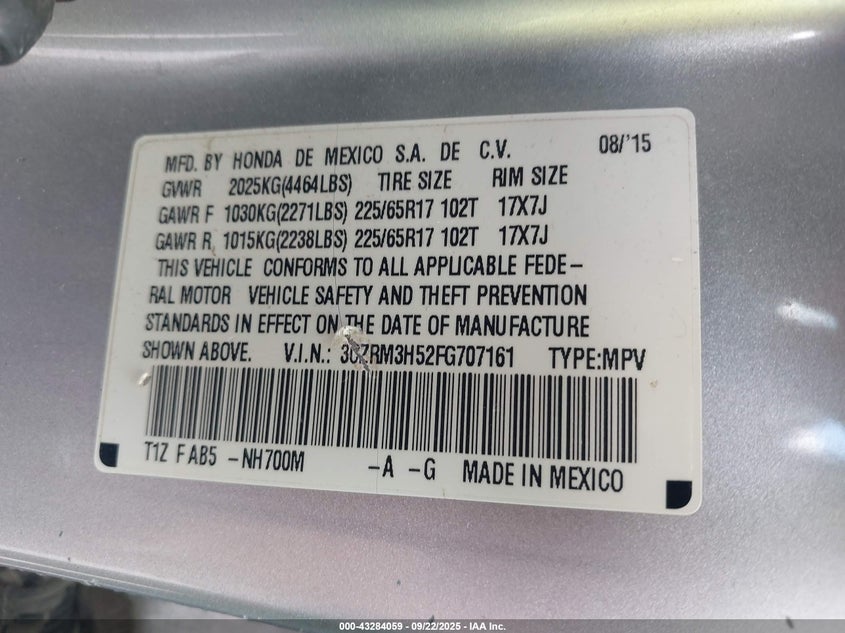 MFD. BY HONDA DE MEXICO S.A. DE C.V. 08/'15
GVWR 2025KG(4464LBS) TIRE SIZE RIM SIZE
GAWR F 1030KG(2271LBS) 225/65R17 102T 17X7J
GAWR R 1015KG(2238LBS) 225/65R17 102T 17X7J
THIS VEHICLE CONFORMS TO ALL APPLICABLE FEDE-
RAL MOTOR VEHICLE SAFETY AND THEFT PREVENTION
STANDARDS IN EFFECT ON THE DATE OF MANUFACTURE
SHOWN ABOVE. V.I.N.: 3CZRM3H52FG707161 TYPE:MPV
T1Z F AB5 -NH700M -A -G MADE IN MEXICO
000-43284059 - 09/22/2025 - IAA Inc.